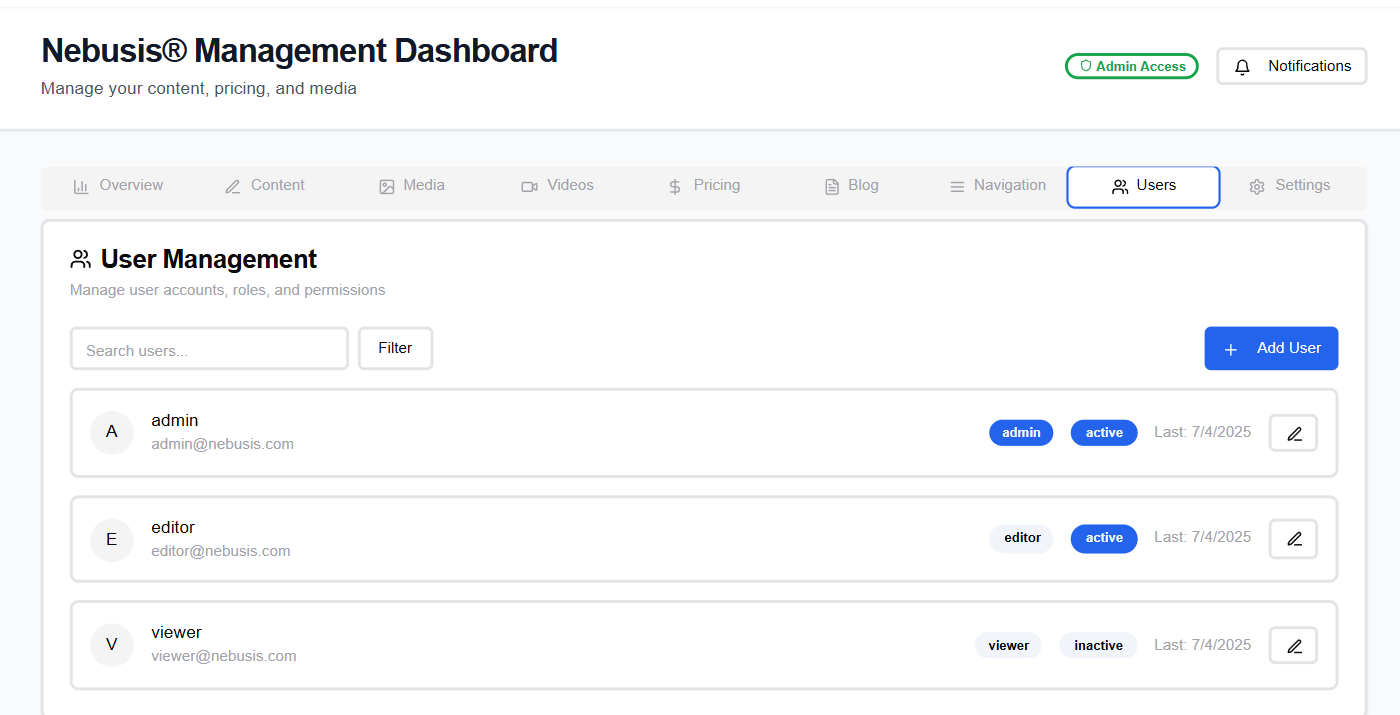 Nebusis® Management Dashboard
Manage your content, pricing, and media
Admin Access
Notifications
Overview Content Media Videos Pricing Blog Navigation Users Settings
User Management
Manage user accounts, roles, and permissions
Search users...
Filter
Add User
A
admin
admin@nebusis.com
admin active Last: 7/4/2025
E
editor
editor@nebusis.com
editor active Last: 7/4/2025
V
viewer
viewer@nebusis.com
viewer inactive Last: 7/4/2025